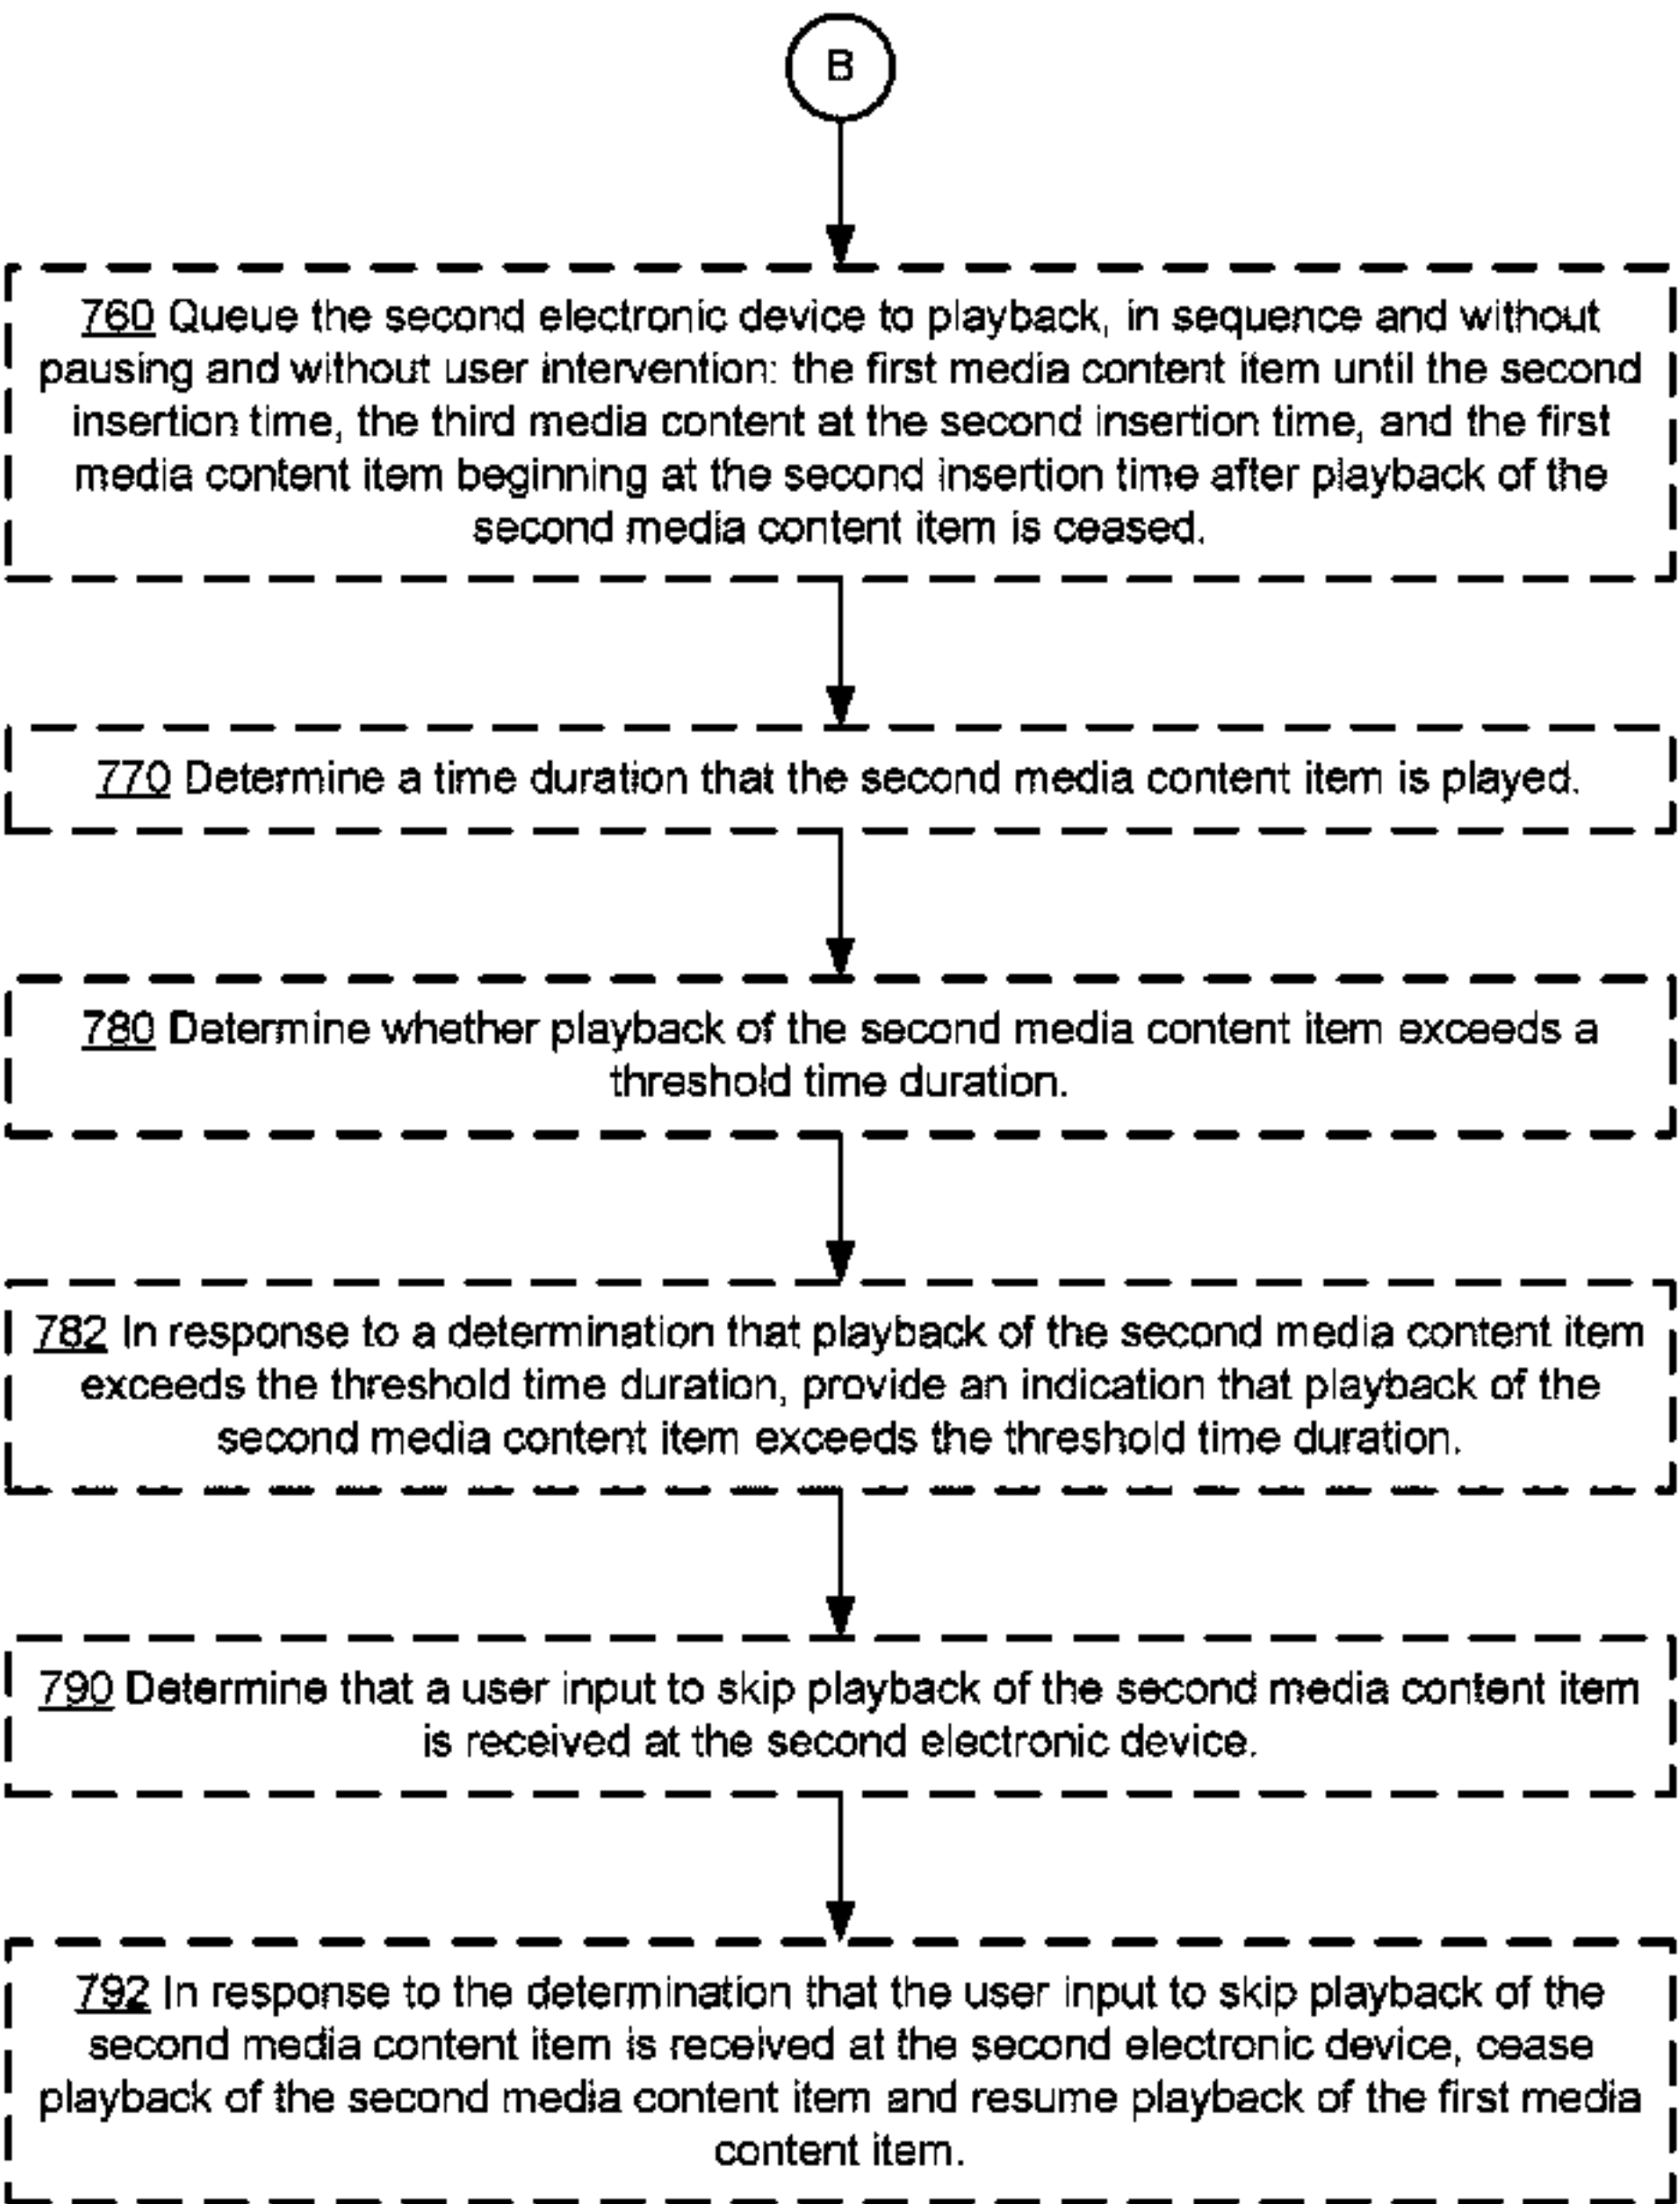 B
760 Queue the second electronic device to playback, in sequence and without
pausing and without user intervention: the first media content item until the second
insertion time, the third media content at the second insertion time, and the first
media content item beginning at the second insertion time after playback of the
second media content item is ceased.
770 Determine a time duration that the second media content item is played.
780 Determine whether playback of the second media content item exceeds a
threshold time duration.
782 In response to a determination that playback of the second media content item
exceeds the threshold time duration, provide an indication that playback of the
second media content item exceeds the threshold time duration.
790 Determine that a user input to skip playback of the second media content item
is received at the second electronic device.
792 In response to the determination that the user input to skip playback of the
second media content item is received at the second electronic device, cease
playback of the second media content item and resume playback of the first media
content item.